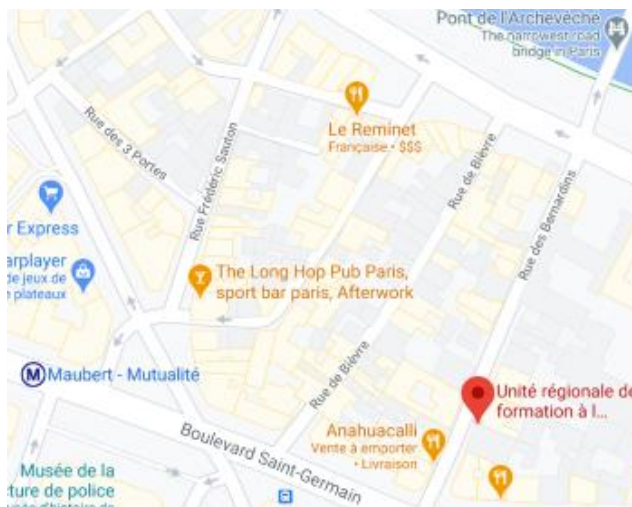 Pont de l'Archevêché
The narrowest road
bridge in Paris
Le Reminet
Française • $$$
Rue des 3 Portes
Rue Frédéric Sauton
Rue de Bièvre
Rue des Bernardins
r Express
arplayer
de jeux de
plateaux
The Long Hop Pub Paris,
sport bar paris, Afterwork
M Maubert - Mutualité
Rue de Bièvre
Unité régionale de
formation à l...
Anahuacalli
Vente à emporter
• Livraison
Boulevard Saint-Germain
Musée de la
cture de police